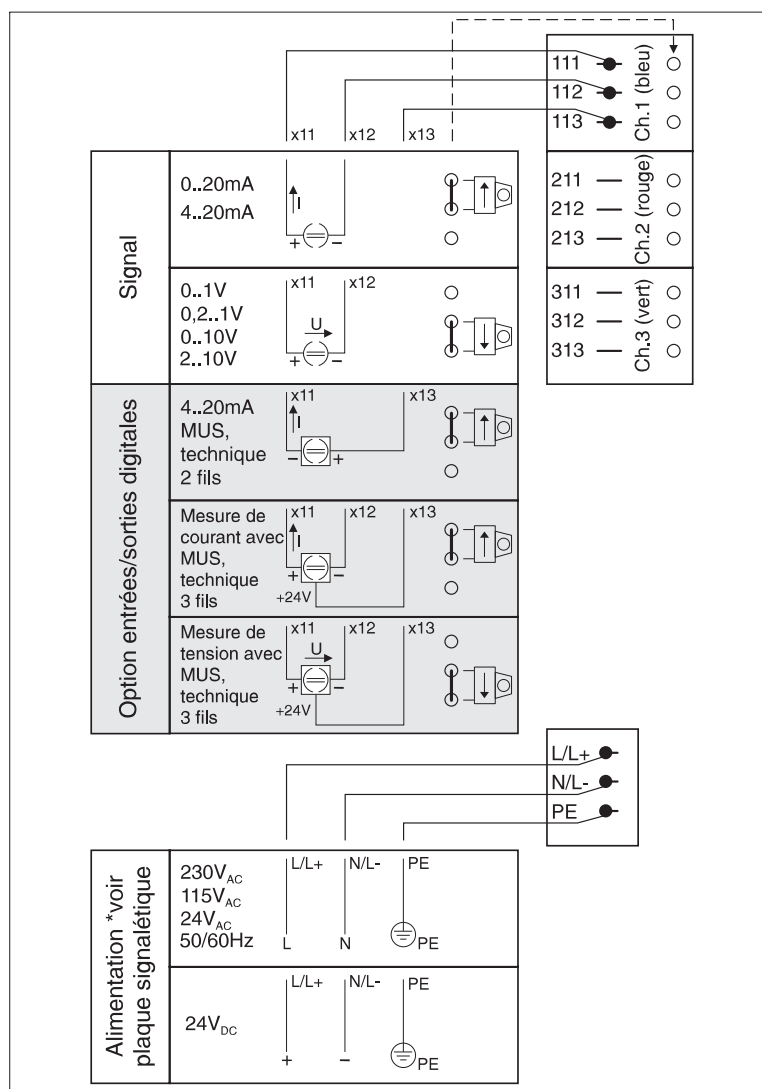 111
112
113
Ch.1 (bleu)
x11 x12 x13
211
212
213
Ch.2 (rouge)
311
312
313
Ch.3 (vert)
Signal
0..20mA
4..20mA
I
+ −
0..1V
0,2..1V
0..10V
2..10V
x11 x12
U
+ −
Option entrées/sorties digitales
4..20mA
MUS,
technique
2 fils
x11 x13
I
− +
Mesure de
courant avec
MUS,
technique
3 fils
x11 x12 x13
I
+ −
+24V
Mesure de
tension avec
MUS,
technique
3 fils
x11 x12 x13
U
+ −
+24V
L/L+
N/L-
PE
Alimentation *voir
plaque signalétique
230VAC
115VAC
24VAC
50/60Hz
L/L+ N/L- PE
L N PE
24VDC
L/L+ N/L- PE
+ − PE